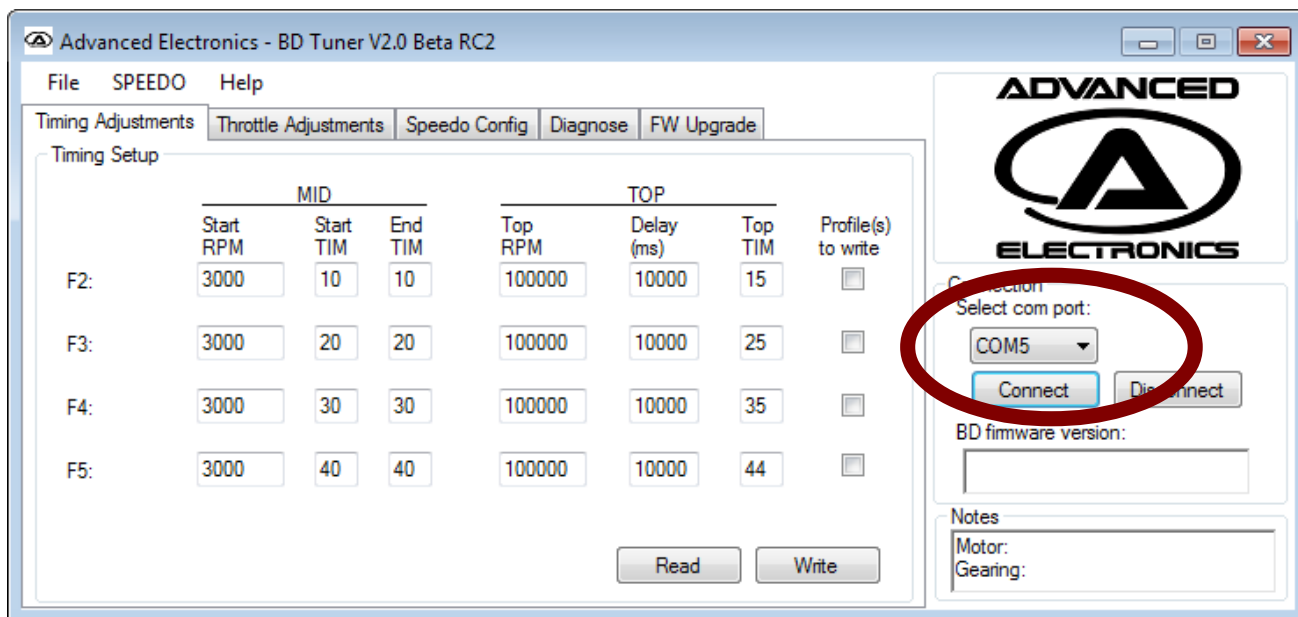 Advanced Electronics - BD Tuner V2.0 Beta RC2
File SPEEDO Help
Timing Adjustments Throttle Adjustments Speedo Config Diagnose FW Upgrade
Timing Setup
MID TOP
Start RPM Start TIM End TIM Top RPM Delay (ms) Top TIM Profile(s) to write
F2: 3000 10 10 100000 10000 15
F3: 3000 20 20 100000 10000 25
F4: 3000 30 30 100000 10000 35
F5: 3000 40 40 100000 10000 44
Read Write
ADVANCED
A
ELECTRONICS
Connection
Select com port:
COM5
Connect Disconnect
BD firmware version:
Notes
Motor:
Gearing: